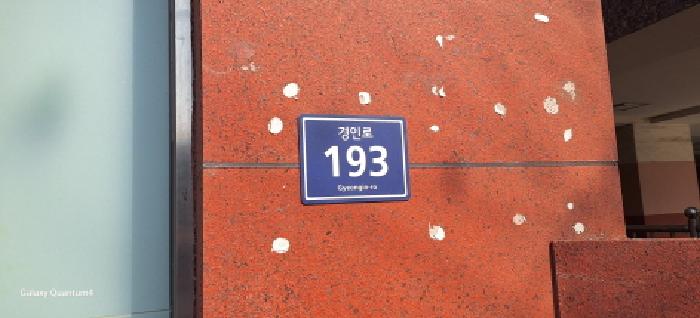 경인로
193
Gyeongin-ro
Galaxy Quantum4